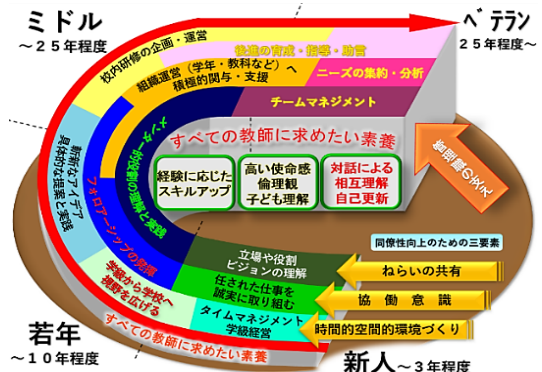 ミドル
～２５年程度
ベテラン
２５年～
校内研修の企画・運営
後進の育成・指導・助言
組織運営（学年・教科など）へ
積極的関与・支援
ニーズの集約・分析
チームマネジメント
メンター的役割の理解と実践
すべての教師に求めたい素養
経験に応じた
スキルアップ
高い使命感
倫理観
子ども理解
対話による
相互理解
自己更新
管理職の支え
斬新なアイデア
具体的な提案と実践
フォロアーシップの発揮
立場や役割
ビジョンの理解
同僚性向上のための三要素
ねらいの共有
任された仕事を
誠実に取り組む
協働意識
学級から学校へ
視野を広げる
タイムマネジメント
学級経営
時間的空間的環境づくり
若年
～１０年程度
すべての教師に求めたい素養
新人～３年程度